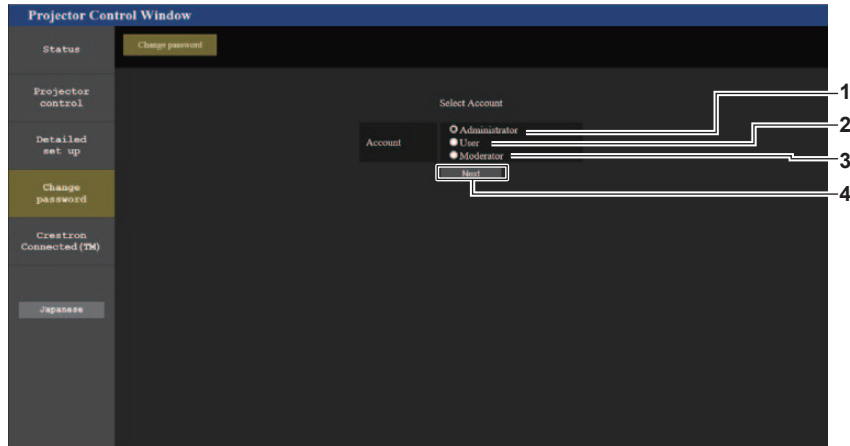 Projector Control Window
Status
Change password
Projector
control
Detailed
set up
Change
password
Crestron
Connected(TM)
Japanese
Select Account
Account
Administrator
User
Moderator
Next
1
2
3
4